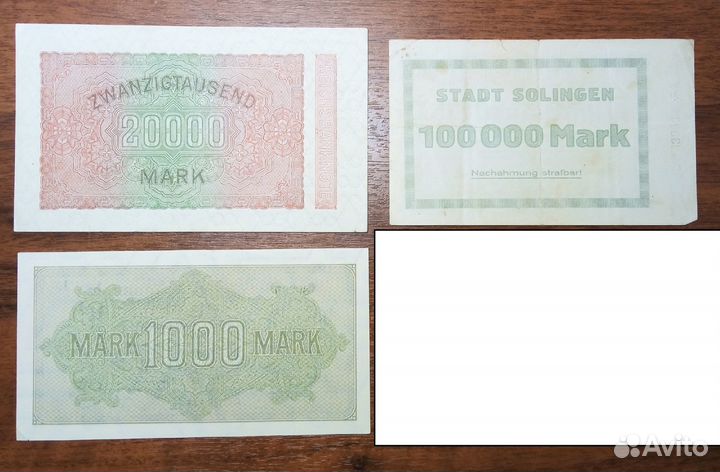 ZWANZIGTAUSEND
20000
MARK
STADT SOLINGEN
100000 Mark
Nachahmung strafbar!
MARK 1000 MARK
Avito